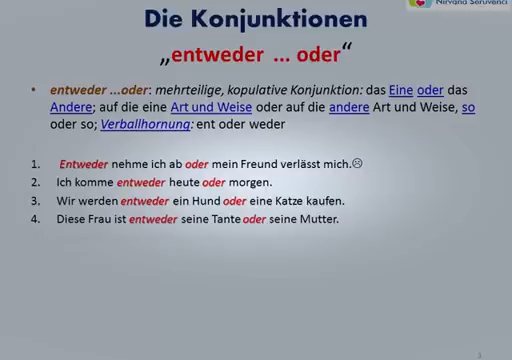 Nirvana Seruvenci
Die Konjunktionen
„entweder ... oder“
• entweder ...oder: mehrteilige, kopulative Konjunktion: das Eine oder das
Andere; auf die eine Art und Weise oder auf die andere Art und Weise, so
oder so; Verballhornung: ent oder weder
1. Entweder nehme ich ab oder mein Freund verlässt mich.☹
2. Ich komme entweder heute oder morgen.
3. Wir werden entweder ein Hund oder eine Katze kaufen.
4. Diese Frau ist entweder seine Tante oder seine Mutter.